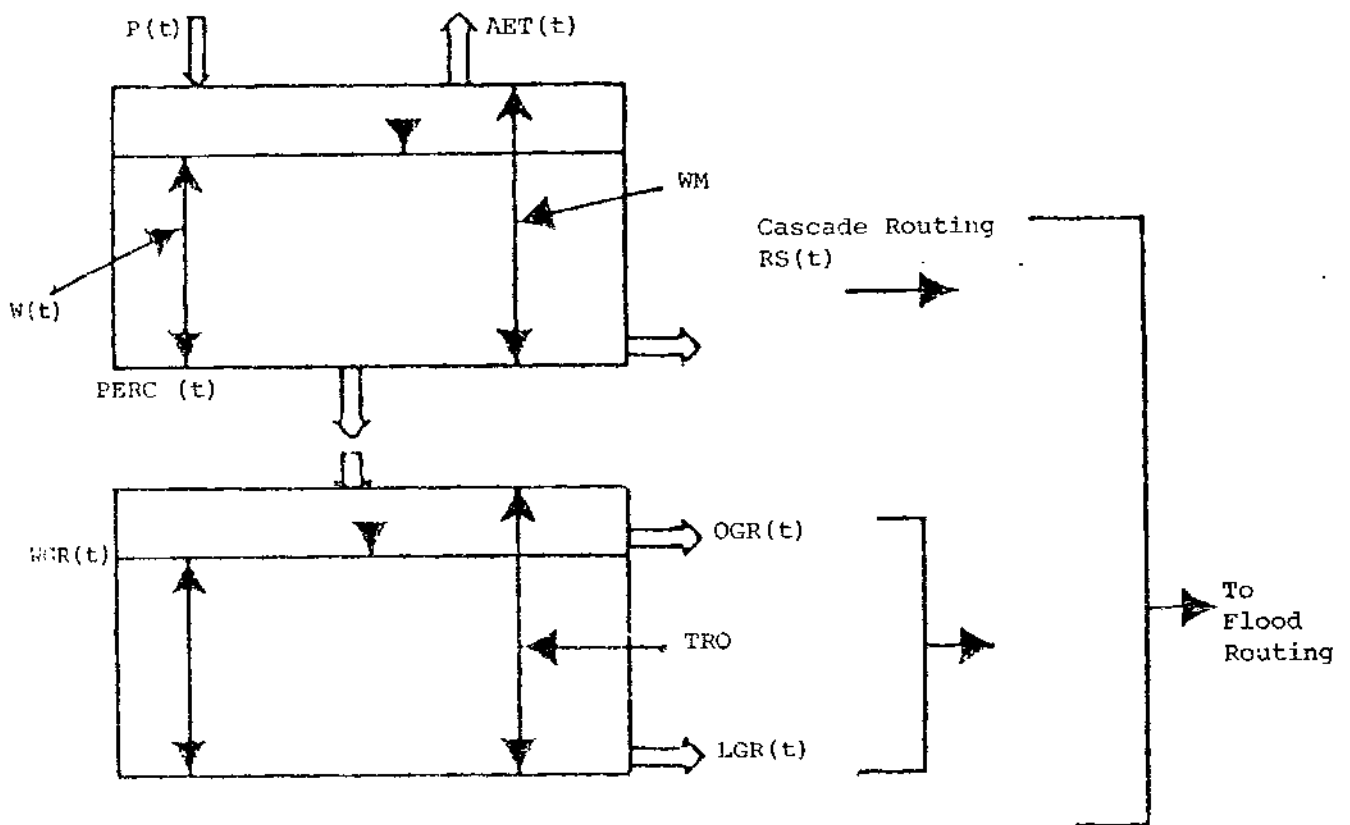 P(t)
AET(t)
WM
Cascade Routing
RS(t)
W(t)
PERC (t)
OGR(t)
WGR(t)
TRO
To
Flood
Routing
LGR(t)